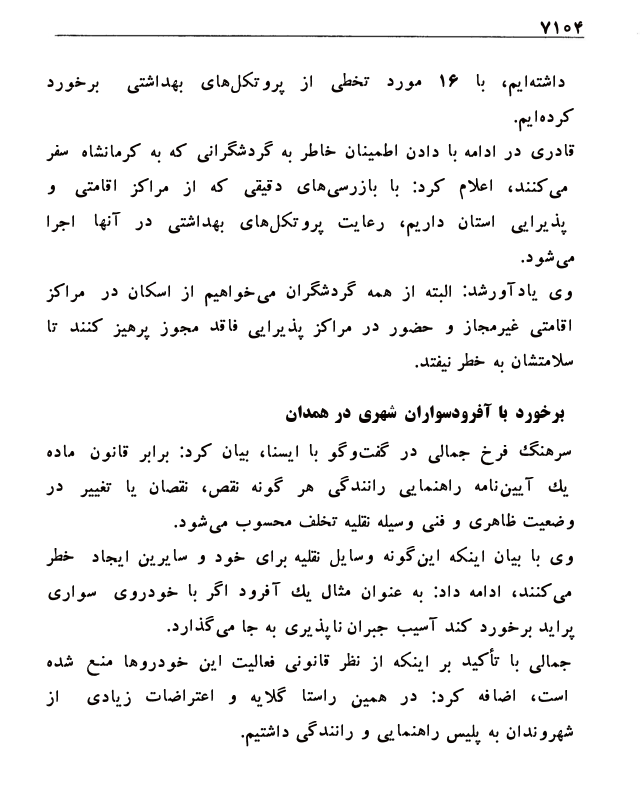 ۷۱۰۴
داشته‌ایم، با ۱۶ مورد تخطی از پروتکل‌های بهداشتی برخورد
کرده‌ایم.
قادری در ادامه با دادن اطمینان خاطر به گردشگرانی که به کرمانشاه سفر
می‌کنند، اعلام کرد: با بازرسی‌های دقیقی که از مراکز اقامتی و
پذیرایی استان داریم، رعایت پروتکل‌های بهداشتی در آنها اجرا
می‌شود.
وی یادآورشد: البته از همه گردشگران می‌خواهیم از اسکان در مراکز
اقامتی غیرمجاز و حضور در مراکز پذیرایی فاقد مجوز پرهیز کنند تا
سلامتشان به خطر نیفتد.
برخورد با آفرودسواران شهری در همدان
سرهنگ فرخ جمالی در گفت‌وگو با ایسنا، بیان کرد: برابر قانون ماده
یك آیین‌نامه راهنمایی رانندگی هر گونه نقص، نقصان یا تغییر در
وضعیت ظاهری و فنی وسیله نقلیه تخلف محسوب می‌شود.
وی با بیان اینکه این‌گونه وسایل نقلیه برای خود و سایرین ایجاد خطر
می‌کنند، ادامه داد: به عنوان مثال یك آفرود اگر با خودروی سواری
پراید برخورد کند آسیب جبران ناپذیری به جا می‌گذارد.
جمالی با تأکید بر اینکه از نظر قانونی فعالیت این خودروها منع شده
است، اضافه کرد: در همین راستا گلایه و اعتراضات زیادی از
شهروندان به پلیس راهنمایی و رانندگی داشتیم.